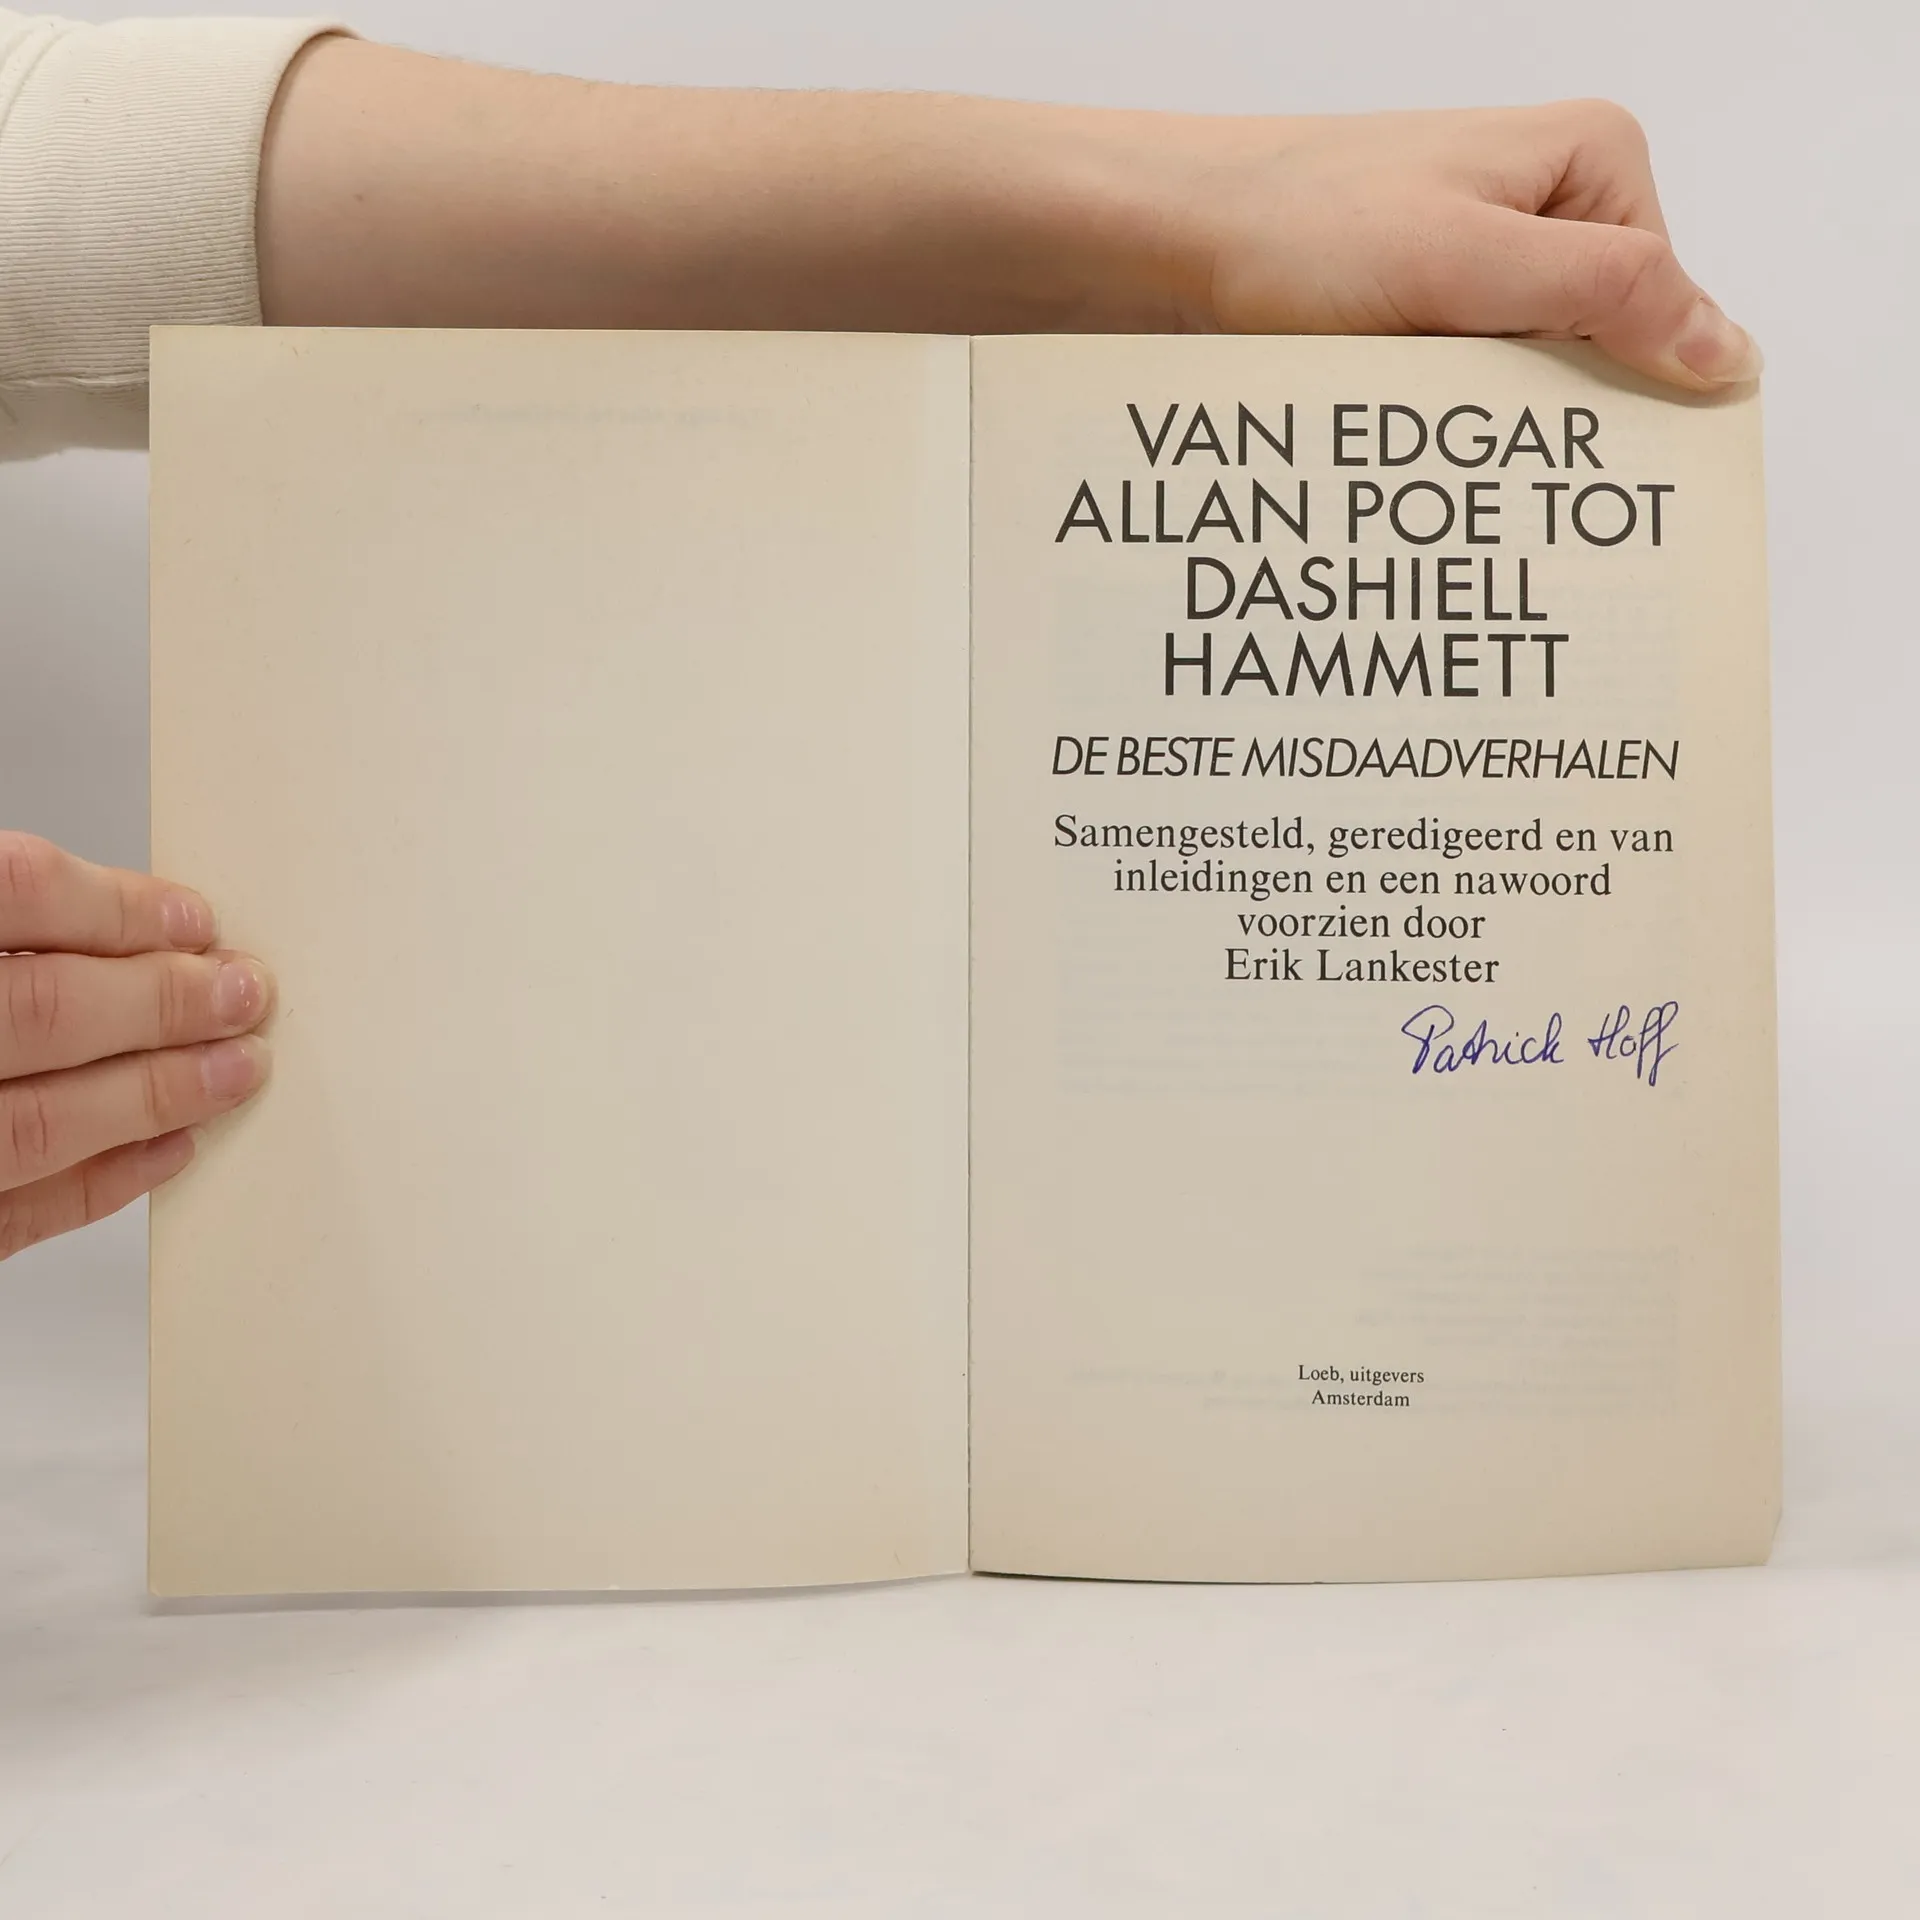 VAN EDGAR
ALLAN POE TOT
DASHIELL
HAMMETT
DE BESTE MISDAADVERHALEN
Samengesteld, geredigeerd en van
inleidingen en een nawoord
voorzien door
Erik Lankester
Patrick Hoff
Loeb, uitgevers
Amsterdam